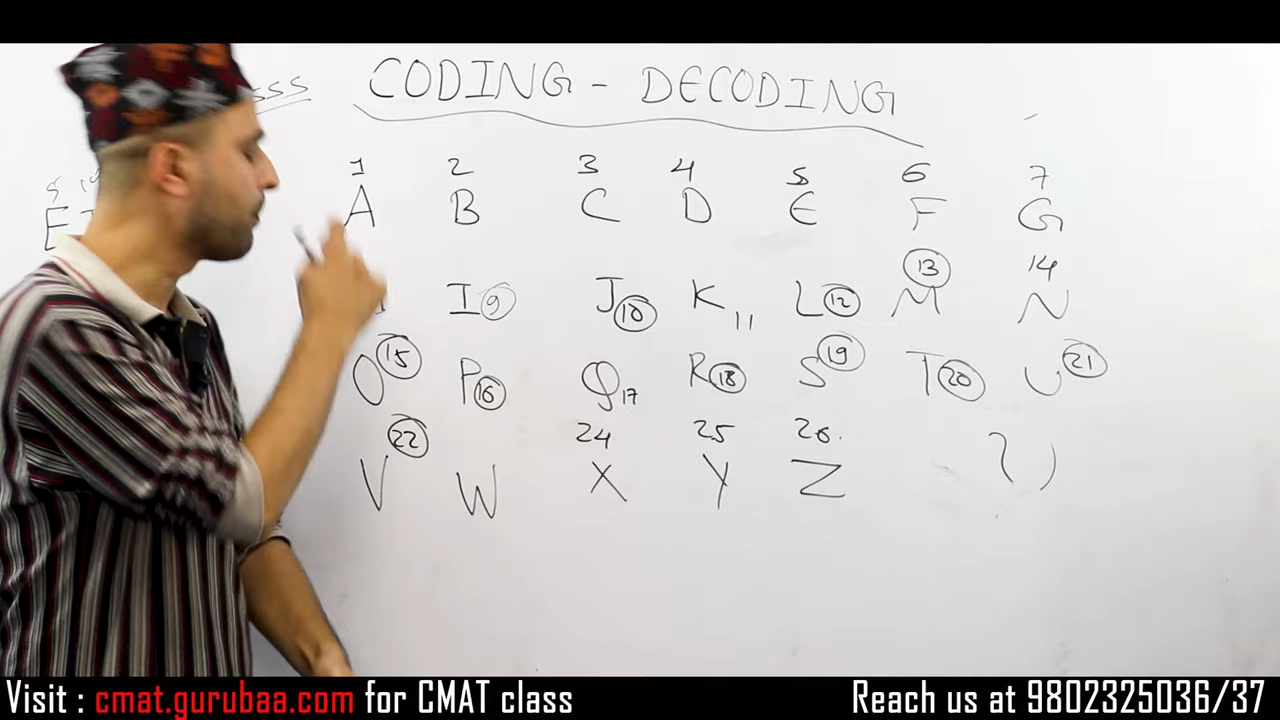 CODING - DECODING
1 2 3 4 5 6 7
A B C D E F G
13 14
I 9 J 10 K 11 L 12 M N
15 19 21
O P 16 Q 17 R 18 S T 20 U
22 24 25 26.
V W X Y Z
E
Visit : cmat.gurubaa.com for CMAT class
Reach us at 9802325036/37